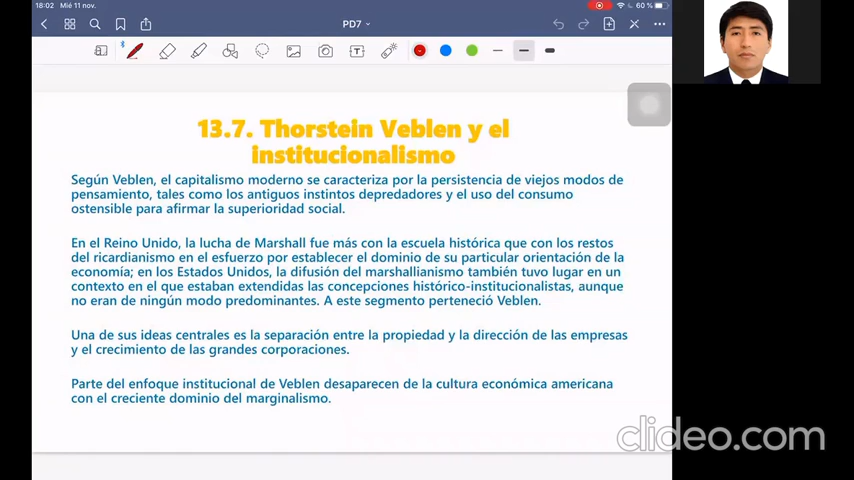 18:02 Mié 11 nov.
60 %
PD7
13.7. Thorstein Veblen y el
institucionalismo
Según Veblen, el capitalismo moderno se caracteriza por la persistencia de viejos modos de
pensamiento, tales como los antiguos instintos depredadores y el uso del consumo
ostensible para afirmar la superioridad social.
En el Reino Unido, la lucha de Marshall fue más con la escuela histórica que con los restos
del ricardianismo en el esfuerzo por establecer el dominio de su particular orientación de la
economía; en los Estados Unidos, la difusión del marshallianismo también tuvo lugar en un
contexto en el que estaban extendidas las concepciones histórico-institucionalistas, aunque
no eran de ningún modo predominantes. A este segmento perteneció Veblen.
Una de sus ideas centrales es la separación entre la propiedad y la dirección de las empresas
y el crecimiento de las grandes corporaciones.
Parte del enfoque institucional de Veblen desaparecen de la cultura económica americana
con el creciente dominio del marginalismo.
clideo.com